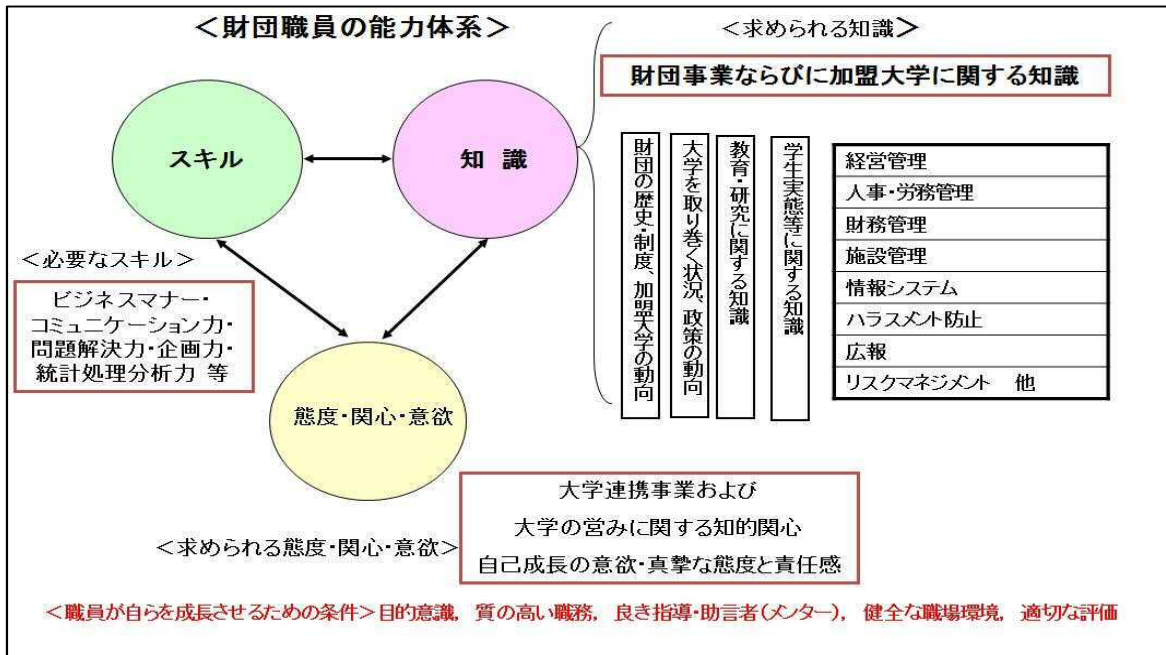 ＜財団職員の能力体系＞
＜求められる知識＞
財団事業ならびに加盟大学に関する知識
スキル
知 識
財団の歴史・制度、加盟大学の動向
大学を取り巻く状況、政策の動向
教育・研究に関する知識
学生実態等に関する知識
経営管理
人事・労務管理
財務管理
施設管理
情報システム
ハラスメント防止
広報
リスクマネジメント 他
＜必要なスキル＞
ビジネスマナー・
コミュニケーション力・
問題解決力・企画力・
統計処理分析力 等
態度・関心・意欲
＜求められる態度・関心・意欲＞
大学連携事業および
大学の営みに関する知的関心
自己成長の意欲・真摯な態度と責任感
＜職員が自らを成長させるための条件＞目的意識, 質の高い職務, 良き指導・助言者(メンター), 健全な職場環境, 適切な評価